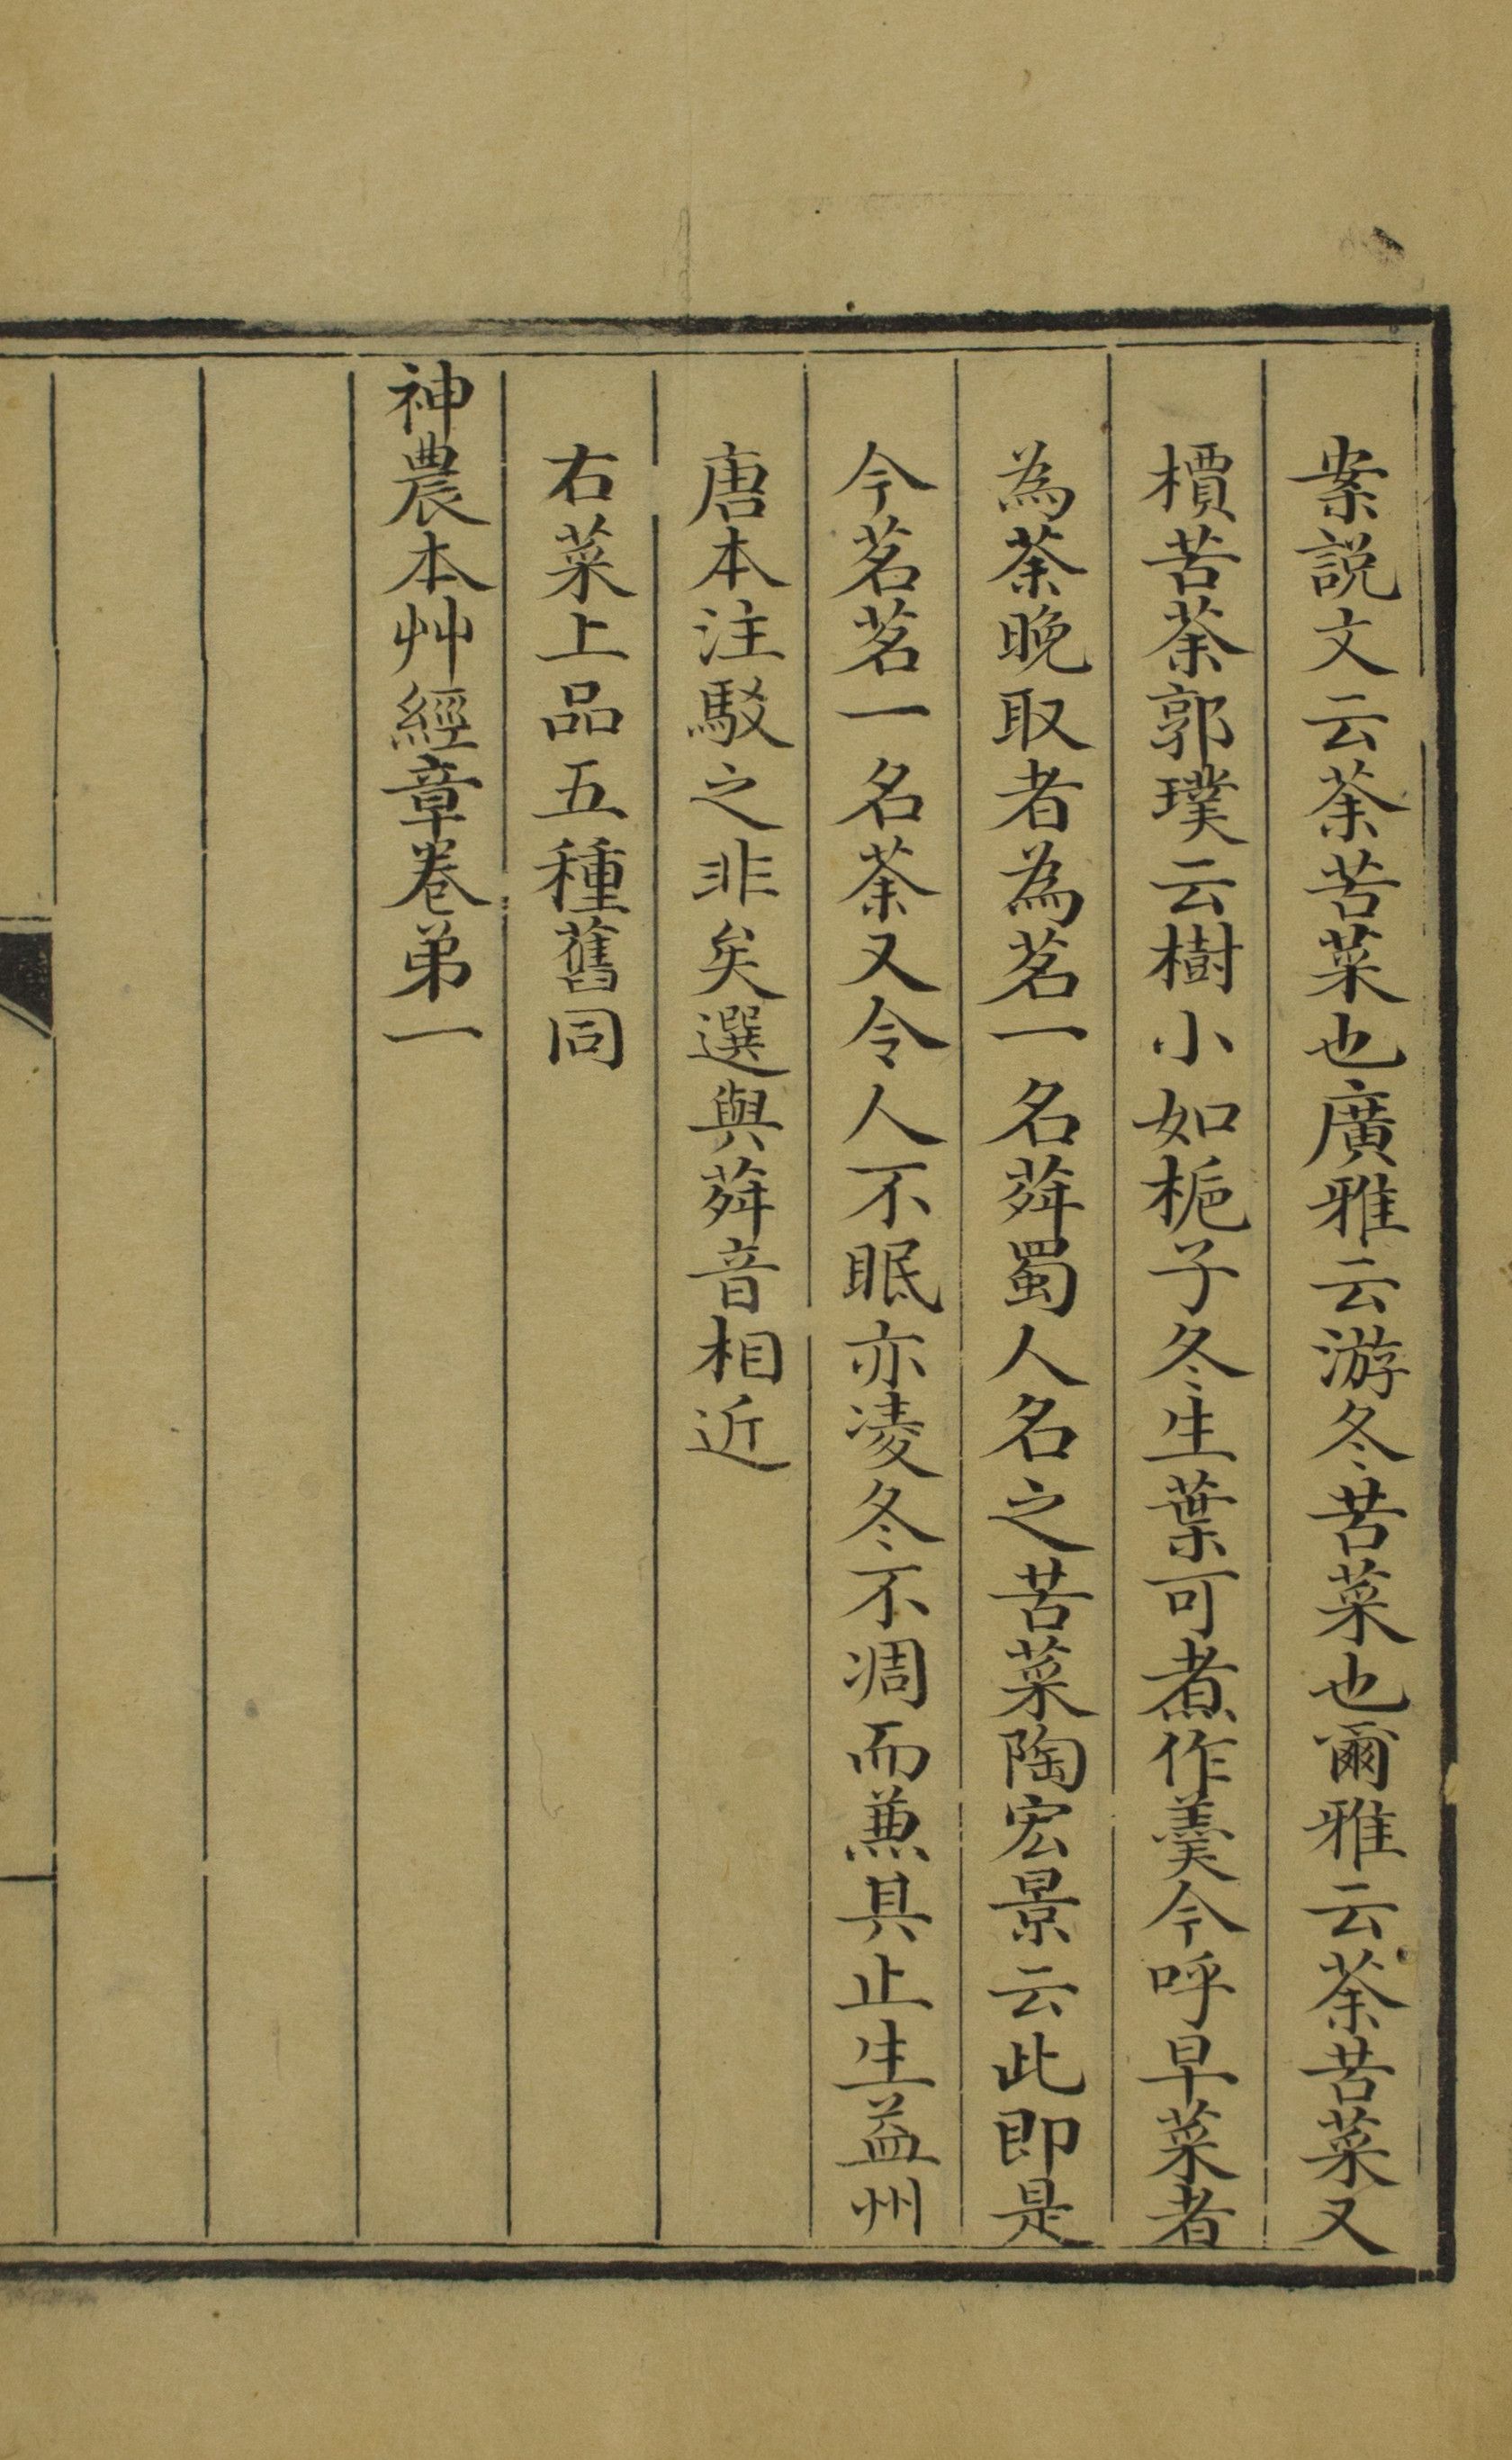 案説文云荼苦菜也廣雅云游冬苦菜也爾雅云荼苦菜又
檟苦荼郭璞云樹小如梔子冬生葉可煮作羹今呼早菜者
為荼晚取者為茗一名荈蜀人名之苦菜陶宏景云此即是
今茗茗一名荼又令人不眠亦凌冬不凋而兼具止生益州
唐本注駁之非矣選與荈音相近
右菜上品五種舊同
神農本艸經章卷弟一